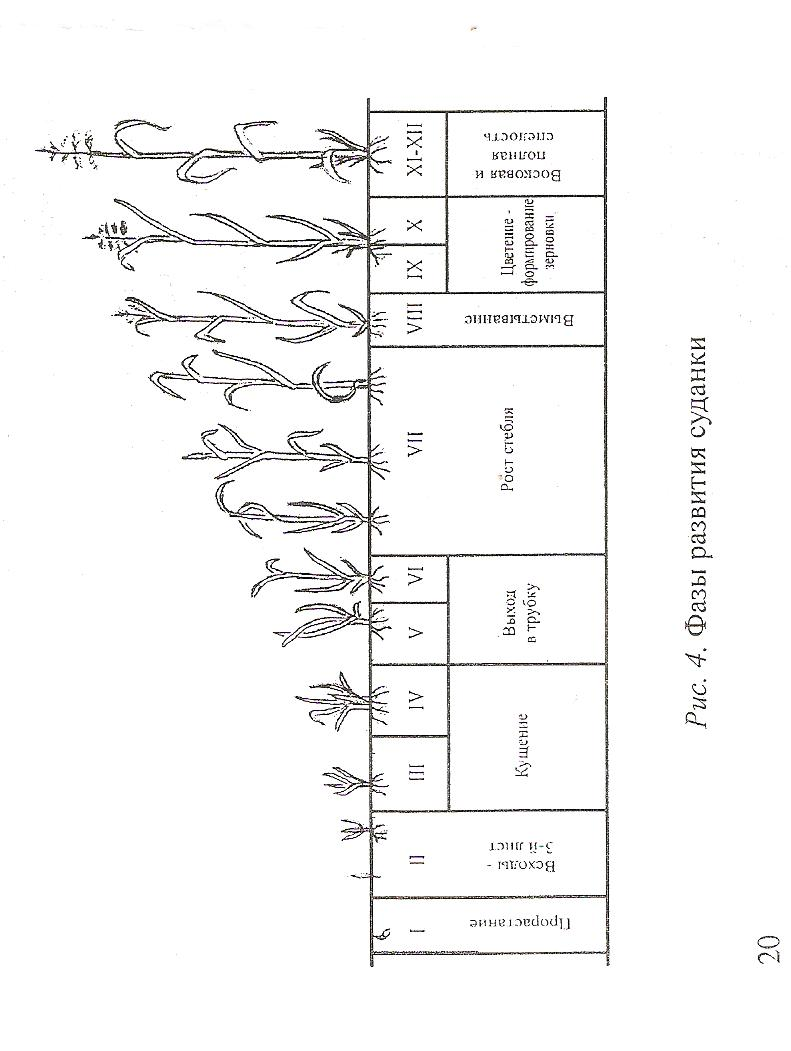 I
II
III
IV
V
VI
VII
VIII
IX
X
XI-XII
Прорастание
Всходы -
3-й лист
Кущение
Выход
в трубку
Рост стебля
Выметывание
Цветение -
формирование
зерновки
Восковая и
полная
спелость
Рис. 4. Фазы развития суданки
20